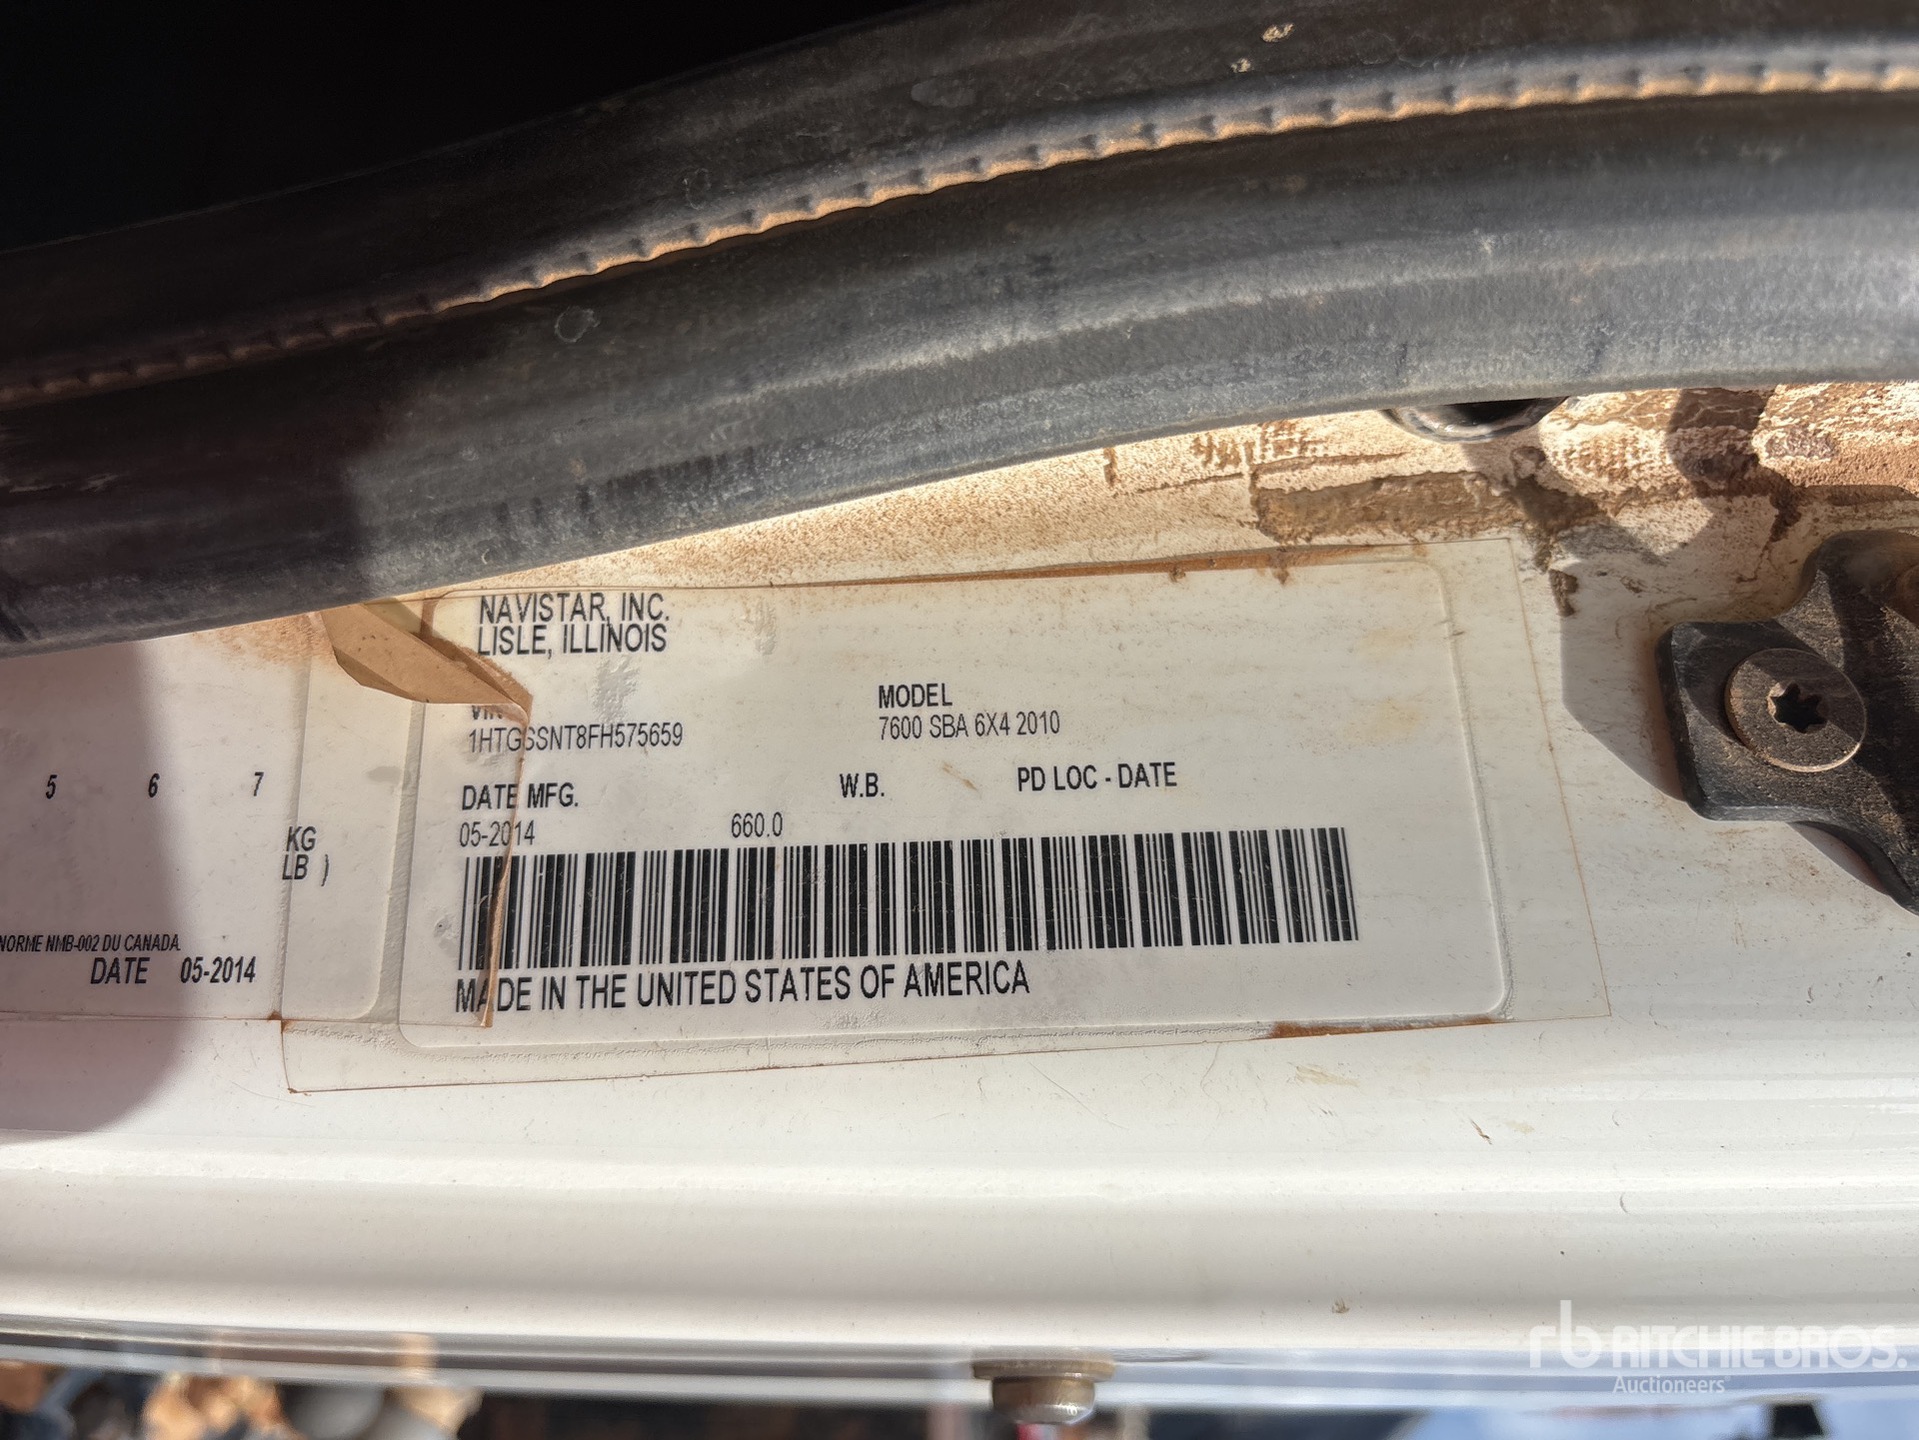 NAVISTAR, INC.
LISLE, ILLINOIS
VIN
1HTGSSNT8FH575659
MODEL
7600 SBA 6X4 2010
DATE MFG.
05-2014
W.B.
660.0
PD LOC - DATE
MADE IN THE UNITED STATES OF AMERICA
5 6 7
KG
LB )
NORME NMB-002 DU CANADA
DATE 05-2014
rb RITCHIE BROS.
Auctioneers